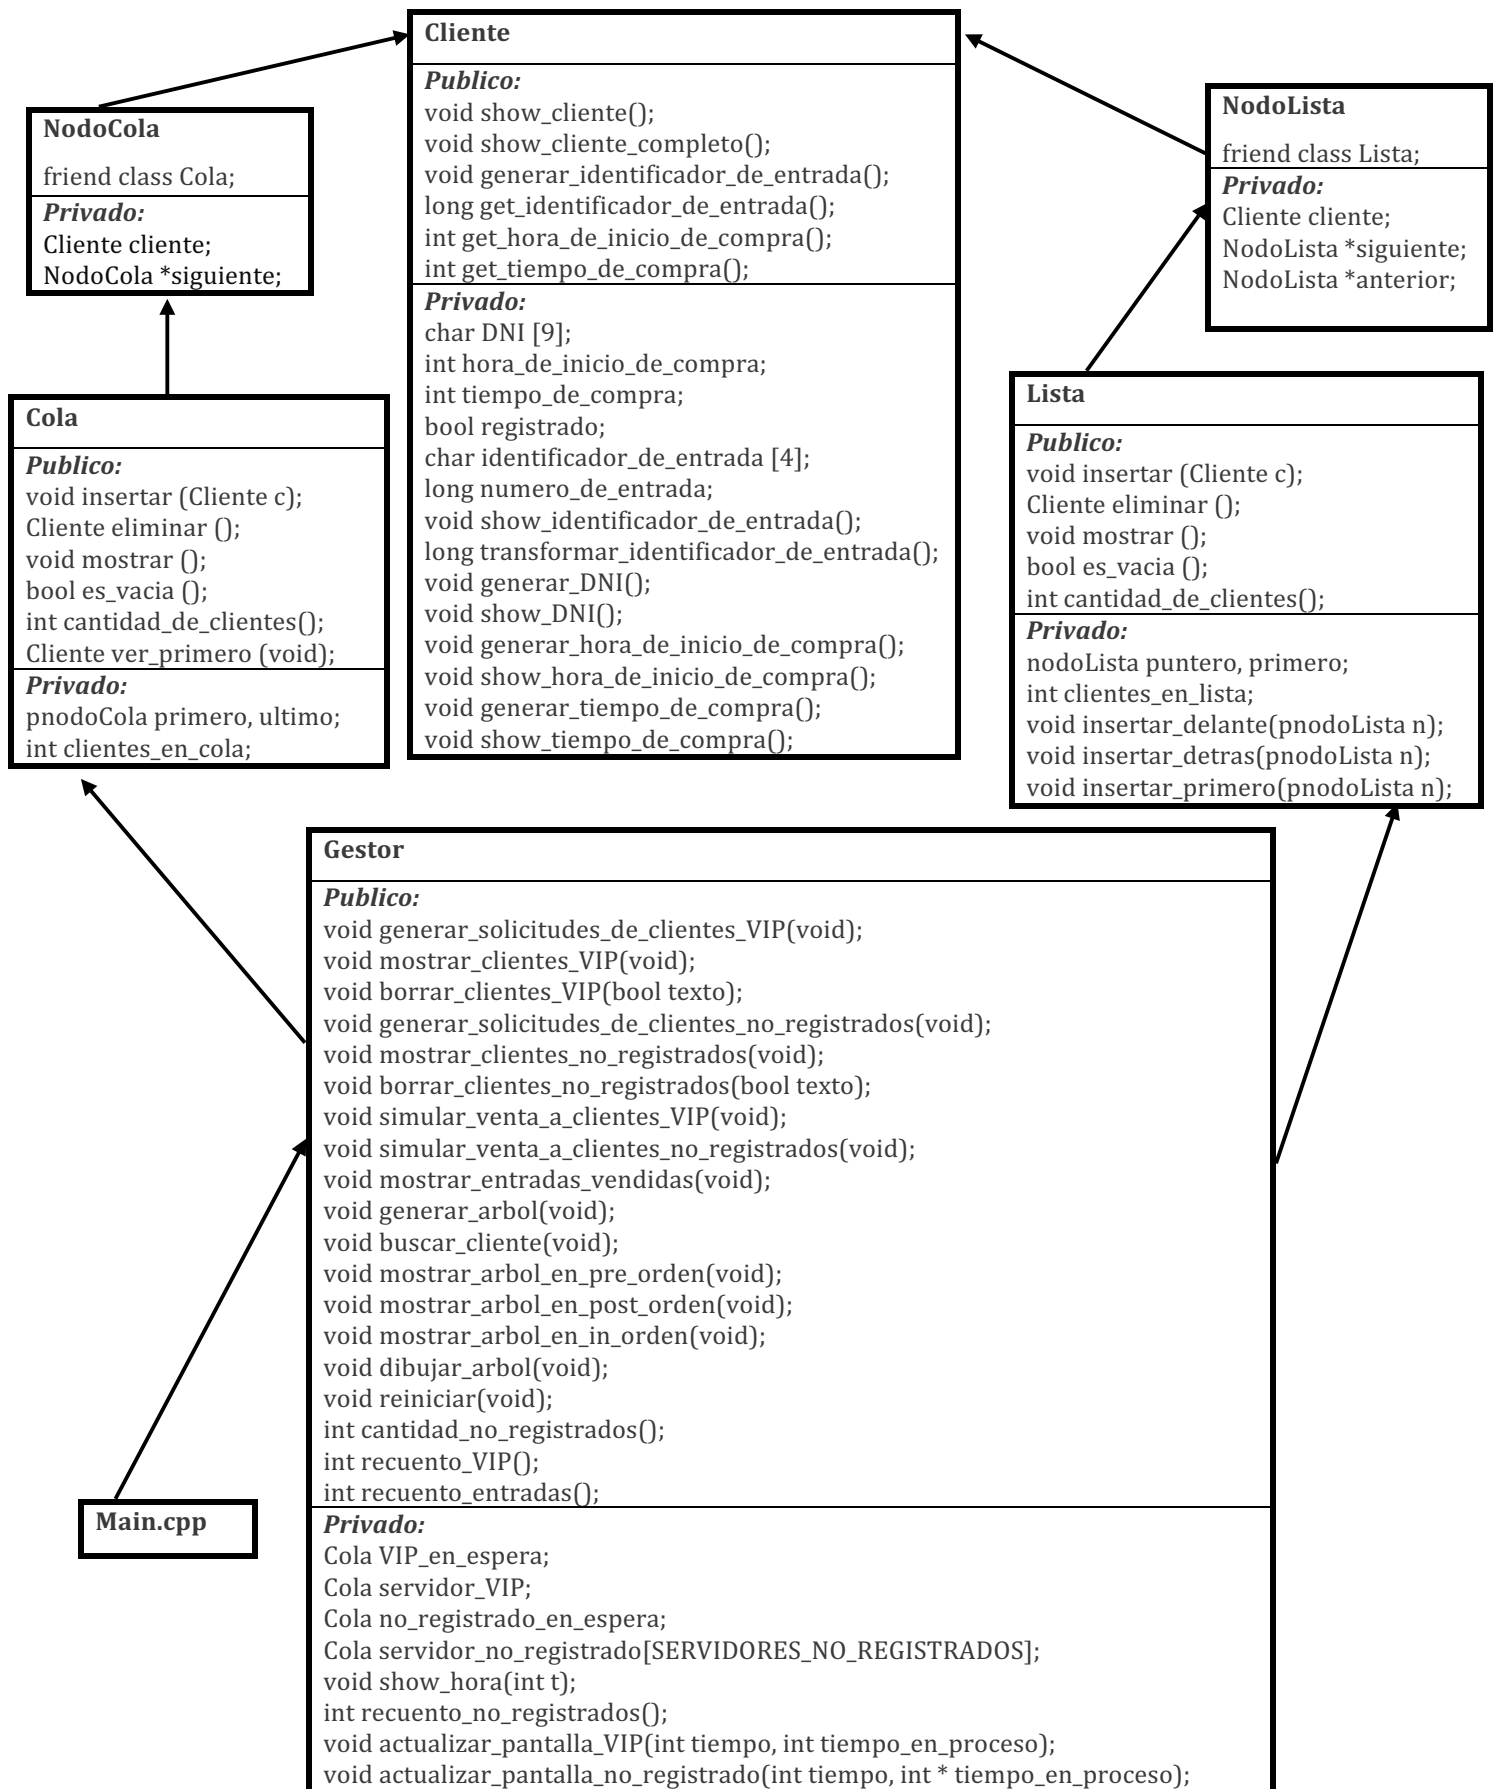 Cliente
Publico:
void show_cliente();
void show_cliente_completo();
void generar_identificador_de_entrada();
long get_identificador_de_entrada();
int get_hora_de_inicio_de_compra();
int get_tiempo_de_compra();
Privado:
char DNI [9];
int hora_de_inicio_de_compra;
int tiempo_de_compra;
bool registrado;
char identificador_de_entrada [4];
long numero_de_entrada;
void show_identificador_de_entrada();
long transformar_identificador_de_entrada();
void generar_DNI();
void show_DNI();
void generar_hora_de_inicio_de_compra();
void show_hora_de_inicio_de_compra();
void generar_tiempo_de_compra();
void show_tiempo_de_compra();
NodoCola
friend class Cola;
Privado:
Cliente cliente;
NodoCola *siguiente;
NodoLista
friend class Lista;
Privado:
Cliente cliente;
NodoLista *siguiente;
NodoLista *anterior;
Cola
Publico:
void insertar (Cliente c);
Cliente eliminar ();
void mostrar ();
bool es_vacia ();
int cantidad_de_clientes();
Cliente ver_primero (void);
Privado:
pnodoCola primero, ultimo;
int clientes_en_cola;
Lista
Publico:
void insertar (Cliente c);
Cliente eliminar ();
void mostrar ();
bool es_vacia ();
int cantidad_de_clientes();
Privado:
nodoLista puntero, primero;
int clientes_en_lista;
void insertar_delante(pnodoLista n);
void insertar_detras(pnodoLista n);
void insertar_primero(pnodoLista n);
Gestor
Publico:
void generar_solicitudes_de_clientes_VIP(void);
void mostrar_clientes_VIP(void);
void borrar_clientes_VIP(bool texto);
void generar_solicitudes_de_clientes_no_registrados(void);
void mostrar_clientes_no_registrados(void);
void borrar_clientes_no_registrados(bool texto);
void simular_venta_a_clientes_VIP(void);
void simular_venta_a_clientes_no_registrados(void);
void mostrar_entradas_vendidas(void);
void generar_arbol(void);
void buscar_cliente(void);
void mostrar_arbol_en_pre_orden(void);
void mostrar_arbol_en_post_orden(void);
void mostrar_arbol_en_in_orden(void);
void dibujar_arbol(void);
void reiniciar(void);
int cantidad_no_registrados();
int recuento_VIP();
int recuento_entradas();
Privado:
Cola VIP_en_espera;
Cola servidor_VIP;
Cola no_registrado_en_espera;
Cola servidor_no_registrado[SERVIDORES_NO_REGISTRADOS];
void show_hora(int t);
int recuento_no_registrados();
void actualizar_pantalla_VIP(int tiempo, int tiempo_en_proceso);
void actualizar_pantalla_no_registrado(int tiempo, int * tiempo_en_proceso);
Main.cpp